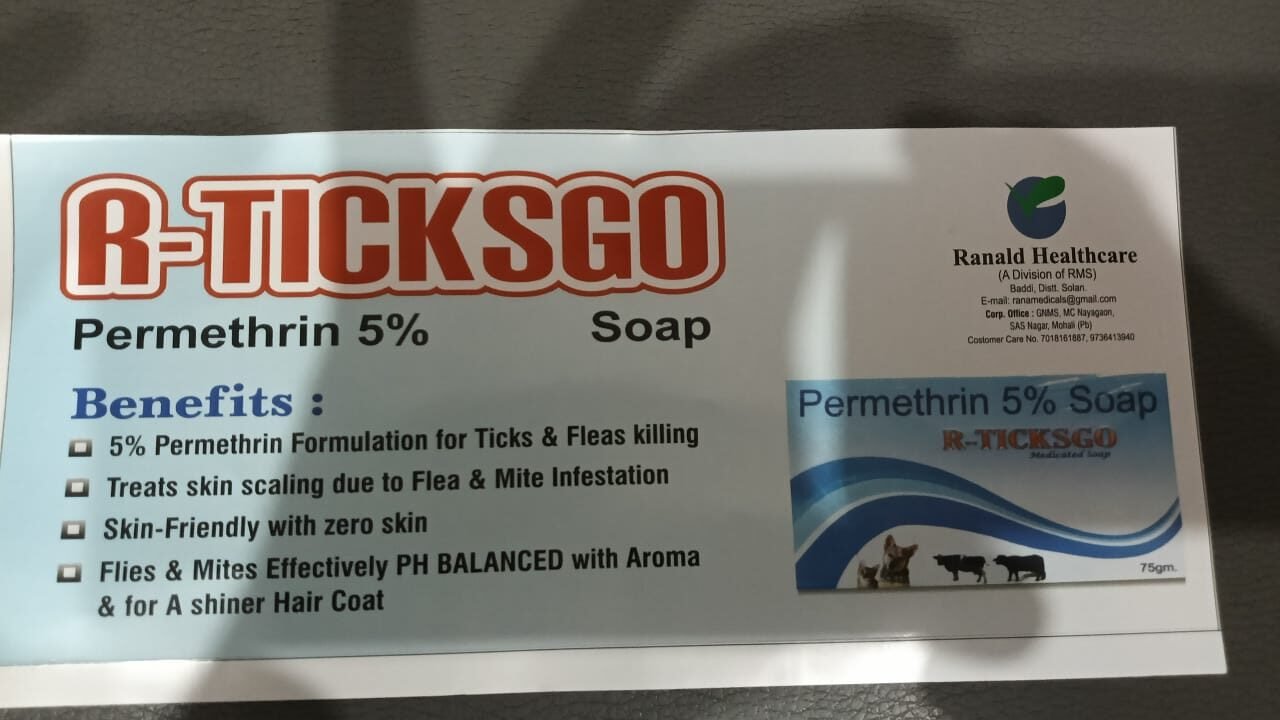 R-TICKSGO
Permethrin 5% Soap
Benefits :
5% Permethrin Formulation for Ticks & Fleas killing
Treats skin scaling due to Flea & Mite Infestation
Skin-Friendly with zero skin
Flies & Mites Effectively PH BALANCED with Aroma
& for A shiner Hair Coat
Ranald Healthcare
(A Division of RMS)
Baddi, Distt. Solan.
E-mail: ranamedicals@gmail.com
Corp. Office : GNMS, MC Nayagaon,
SAS Nagar, Mohali (Pb)
Costomer Care No. 7018161887, 9736413940
Permethrin 5% Soap
R-TICKSGO
Medicated Soap
75gm.